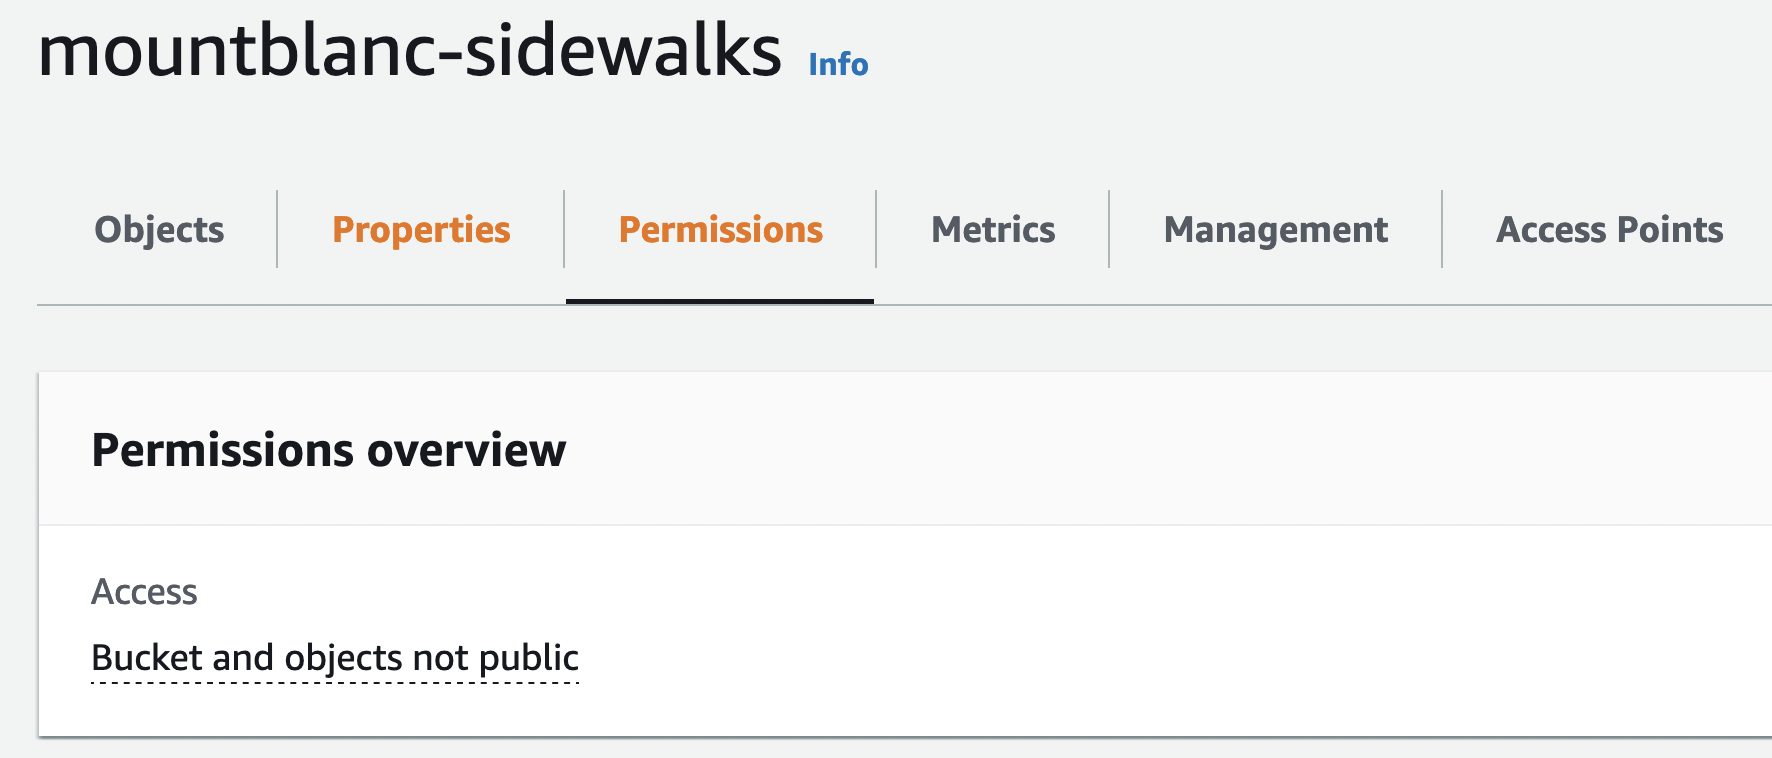 mountblanc-sidewalks Info
Objects Properties Permissions Metrics Management Access Points
Permissions overview
Access
Bucket and objects not public